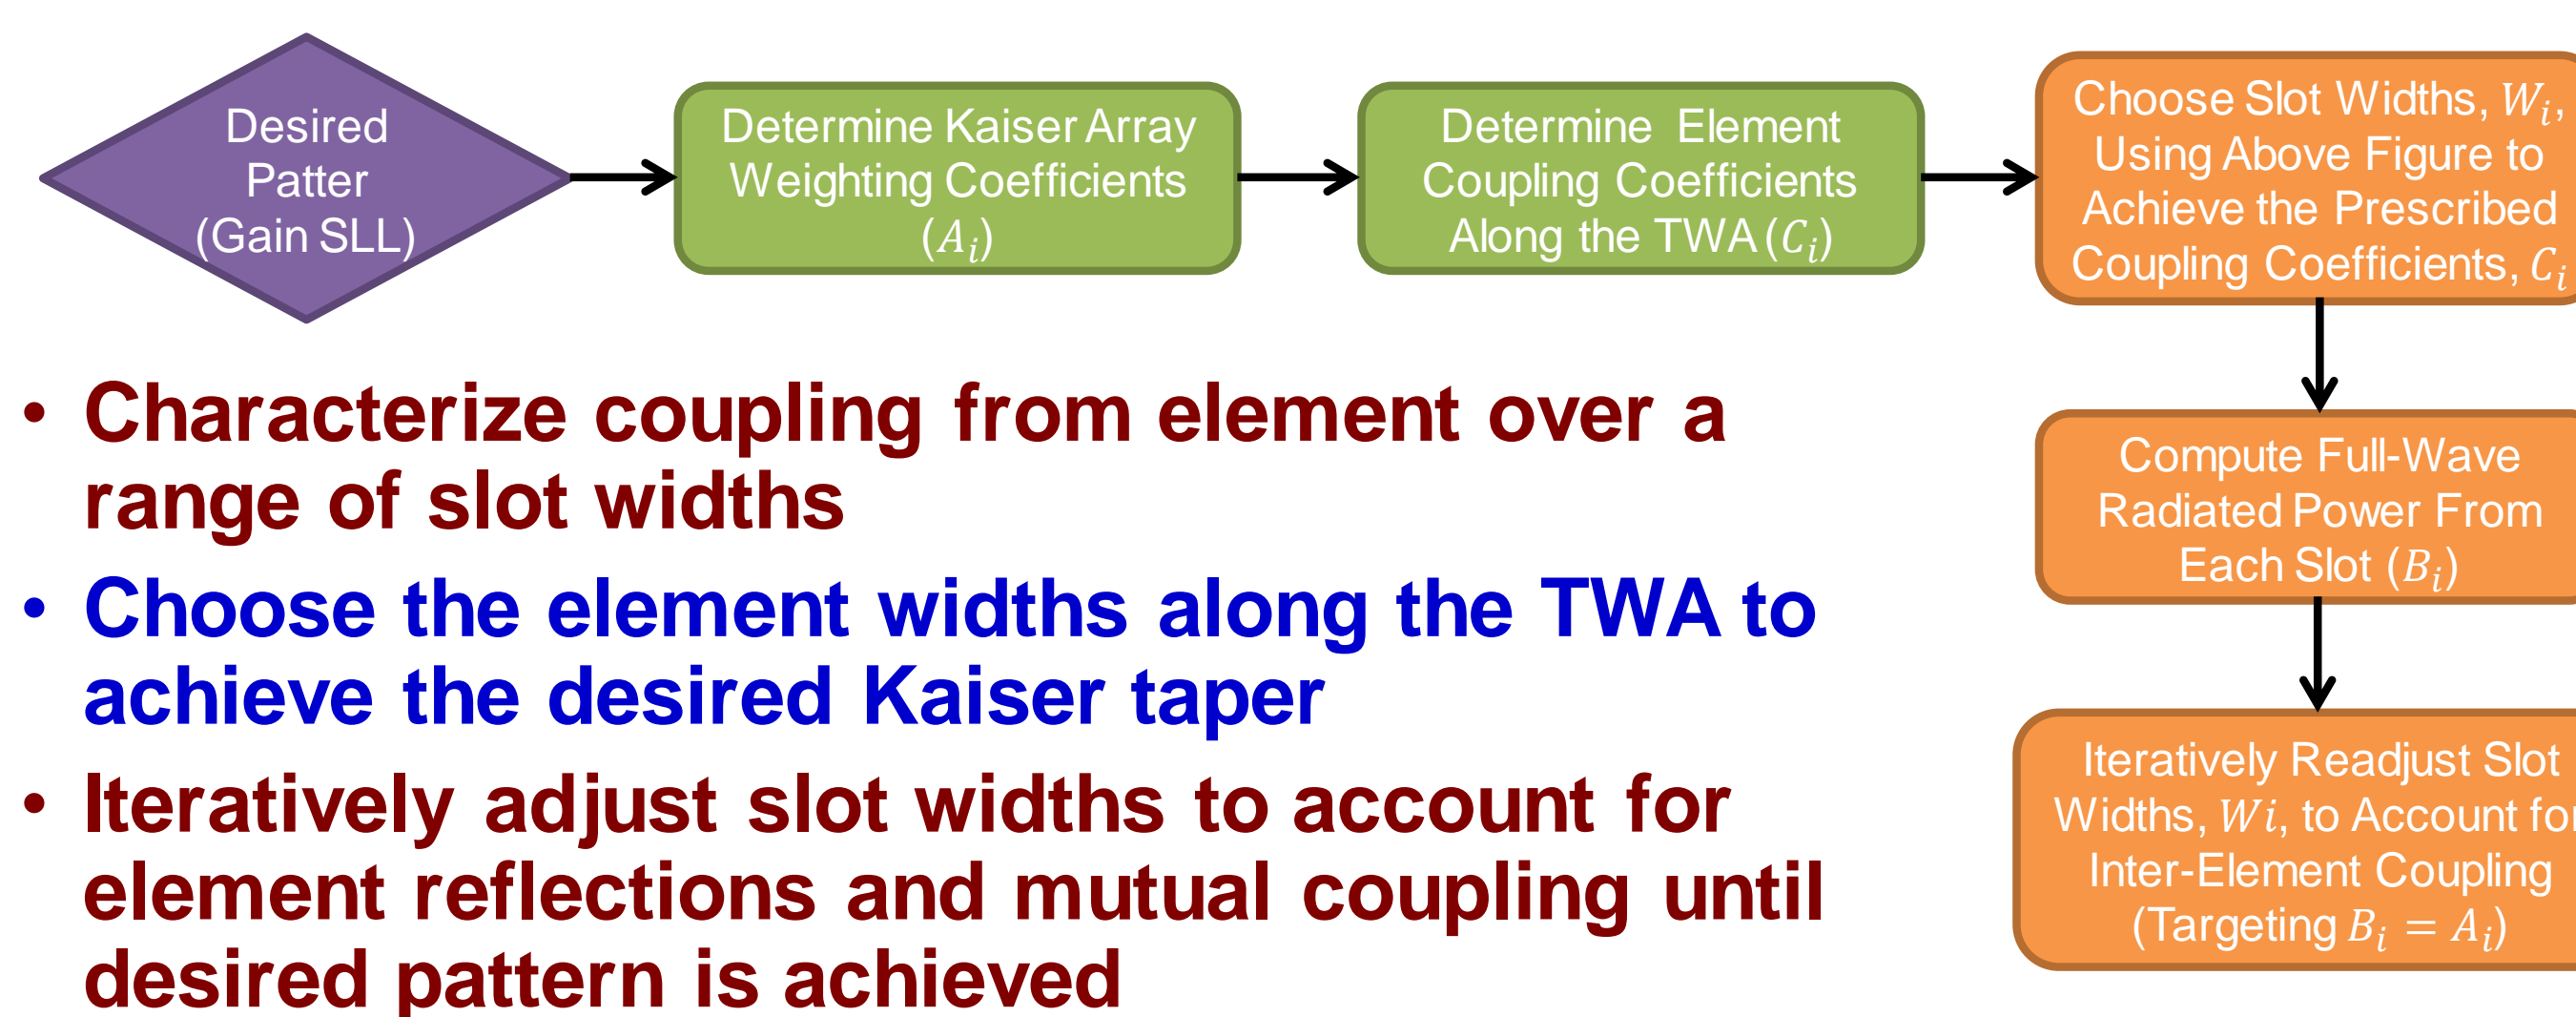 Desired
Patter
(Gain SLL)
Determine Kaiser Array
Weighting Coefficients
(A_i)
Determine Element
Coupling Coefficients
Along the TWA (C_i)
Choose Slot Widths, W_i,
Using Above Figure to
Achieve the Prescribed
Coupling Coefficients, C_i
Compute Full-Wave
Radiated Power From
Each Slot (B_i)
Iteratively Readjust Slot
Widths, Wi, to Account for
Inter-Element Coupling
(Targeting B_i = A_i)
• Characterize coupling from element over a
range of slot widths
• Choose the element widths along the TWA to
achieve the desired Kaiser taper
• Iteratively adjust slot widths to account for
element reflections and mutual coupling until
desired pattern is achieved